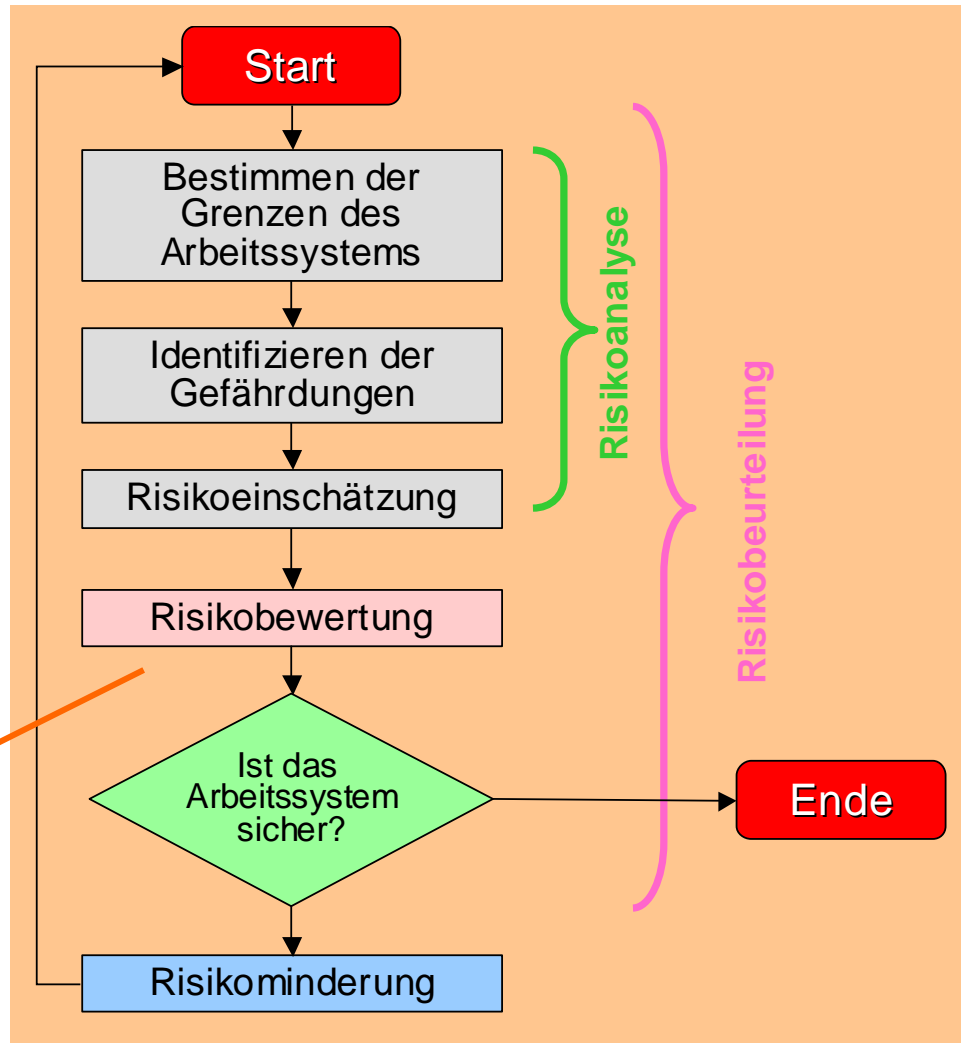 Start
Bestimmen der
Grenzen des
Arbeitssystems
Identifizieren der
Gefährdungen
Risikoeinschätzung
Risikobewertung
Ist das
Arbeitssystem
sicher?
Ende
Risikominderung
Risikoanalyse
Risikobeurteilung